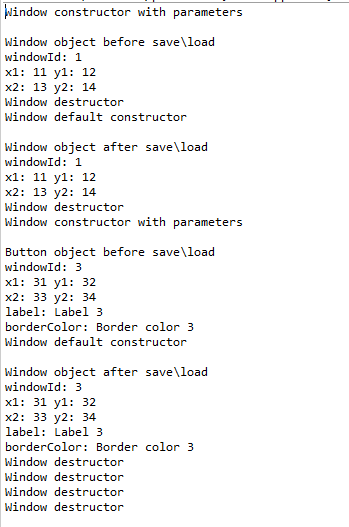 Window constructor with parameters

Window object before save\load
windowId: 1
x1: 11 y1: 12
x2: 13 y2: 14
Window destructor
Window default constructor

Window object after save\load
windowId: 1
x1: 11 y1: 12
x2: 13 y2: 14
Window destructor
Window constructor with parameters

Button object before save\load
windowId: 3
x1: 31 y1: 32
x2: 33 y2: 34
label: Label 3
borderColor: Border color 3
Window default constructor

Window object after save\load
windowId: 3
x1: 31 y1: 32
x2: 33 y2: 34
label: Label 3
borderColor: Border color 3
Window destructor
Window destructor
Window destructor
Window destructor